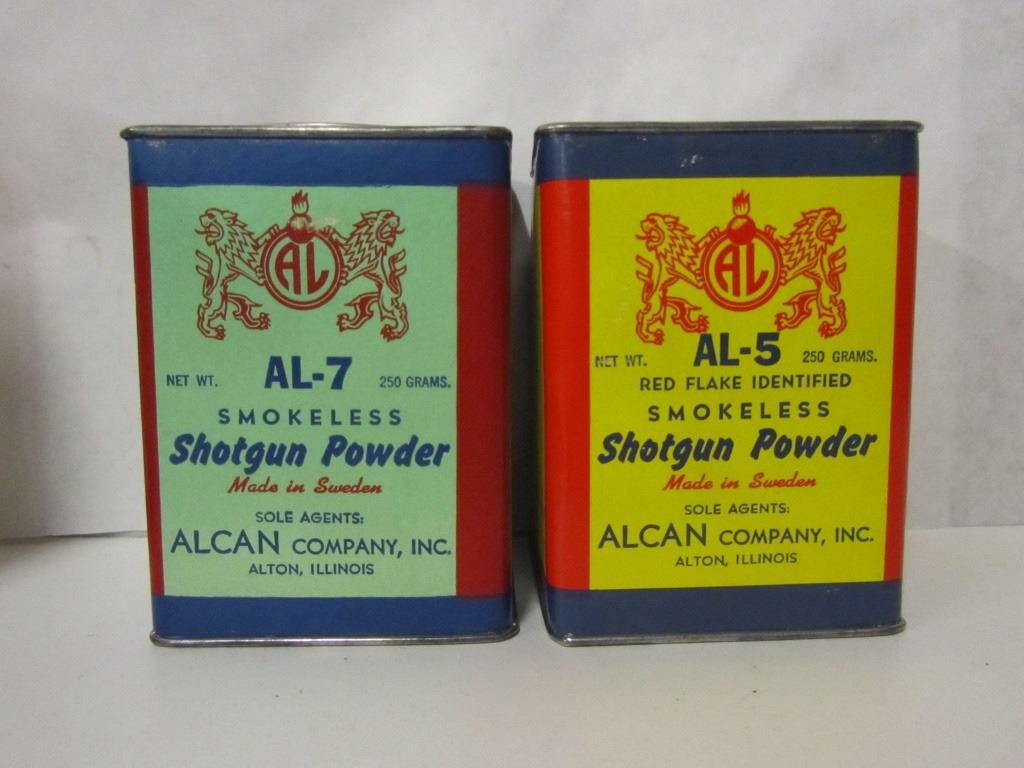 AL
AL-7
NET WT. 250 GRAMS.
SMOKELESS
Shotgun Powder
Made in Sweden
SOLE AGENTS:
ALCAN COMPANY, INC.
ALTON, ILLINOIS
AL
NET WT. AL-5 250 GRAMS.
RED FLAKE IDENTIFIED
SMOKELESS
Shotgun Powder
Made in Sweden
SOLE AGENTS:
ALCAN COMPANY, INC.
ALTON, ILLINOIS